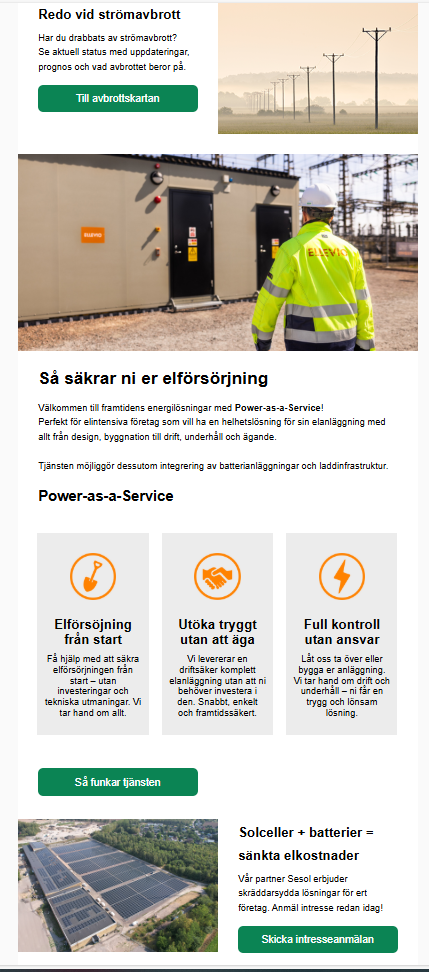 Redo vid strömavbrott
Har du drabbats av strömavbrott?
Se aktuell status med uppdateringar,
prognos och vad avbrottet beror på.
Till avbrottskartan
ELLEVIO
ELLEVIO
Så säkrar ni er elförsörjning
Välkommen till framtidens energilösningar med Power-as-a-Service!
Perfekt för elintensiva företag som vill ha en helhetslösning för sin elanläggning med
allt från design, byggnation till drift, underhåll och ägande.
Tjänsten möjliggör dessutom integrering av batterianläggningar och laddinfrastruktur.
Power-as-a-Service
Elförsöjning
från start
Få hjälp med att säkra
elförsörjningen från
start – utan
investeringar och
tekniska utmaningar. Vi
tar hand om allt.
Utöka tryggt
utan att äga
Vi levererar en
driftsäker komplett
elanläggning utan att ni
behöver investera i
den. Snabbt, enkelt
och framtidssäkert.
Full kontroll
utan ansvar
Låt oss ta över eller
bygga er anläggning.
Vi tar hand om drift och
underhåll – ni får en
trygg och lönsam
lösning.
Så funkar tjänsten
Solceller + batterier =
sänkta elkostnader
Vår partner Sesol erbjuder
skräddarsydda lösningar för ert
företag. Anmäl intresse redan idag!
Skicka intresseanmälan